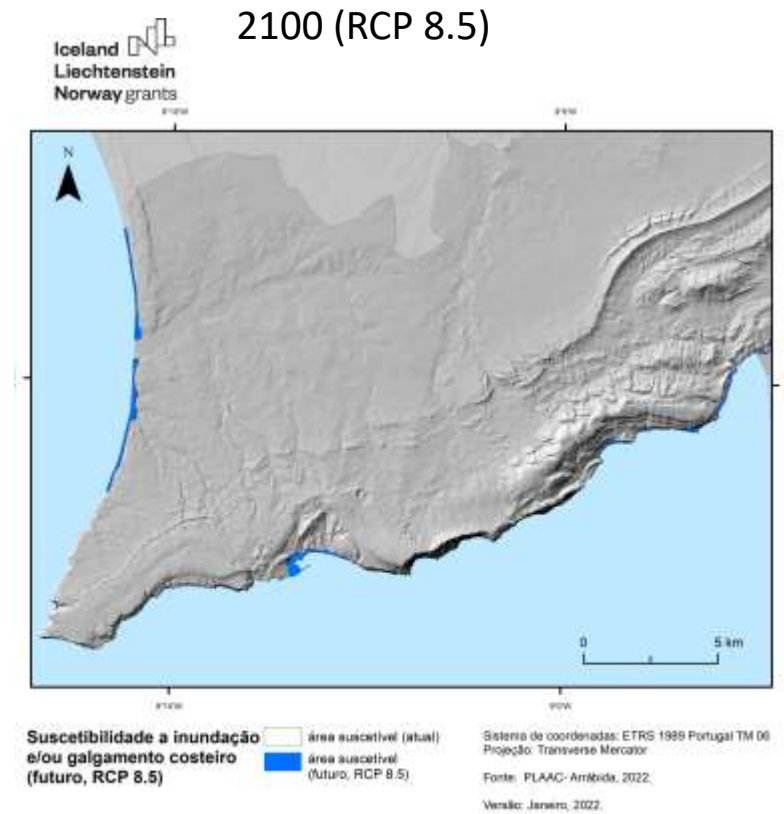 2100 (RCP 8.5)
Iceland
Liechtenstein
Norway grants
N
0 5 km
Suscetibilidade a inundação
e/ou galgamento costeiro
(futuro, RCP 8.5)
área suscetível (atual)
área suscetível
(futuro, RCP 8.5)
Sistema de coordenadas: ETRS 1989 Portugal TM 06
Projeção: Transverse Mercator
Fonte: PLAAC- Arrábida, 2022.
Versão: Janeiro, 2022.